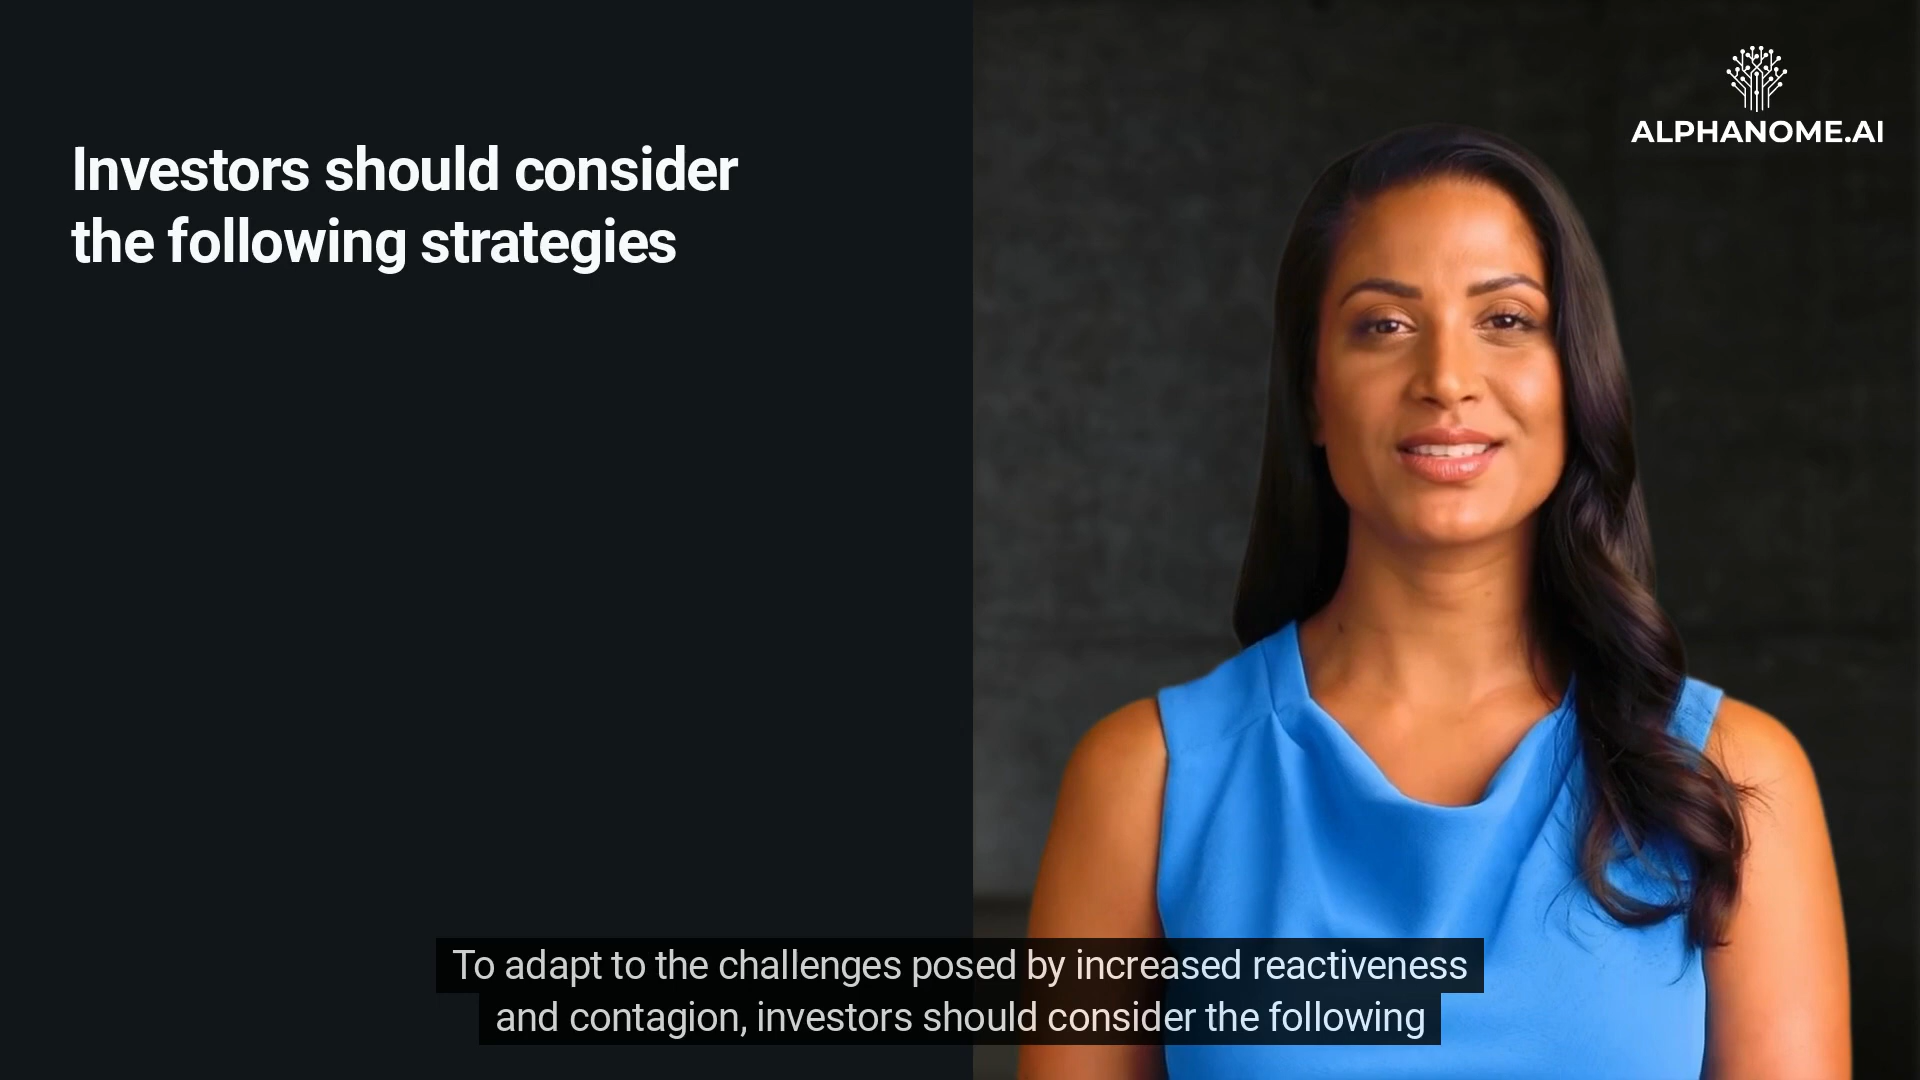 ALPHANOME.AI
Investors should consider
the following strategies
To adapt to the challenges posed by increased reactiveness
and contagion, investors should consider the following